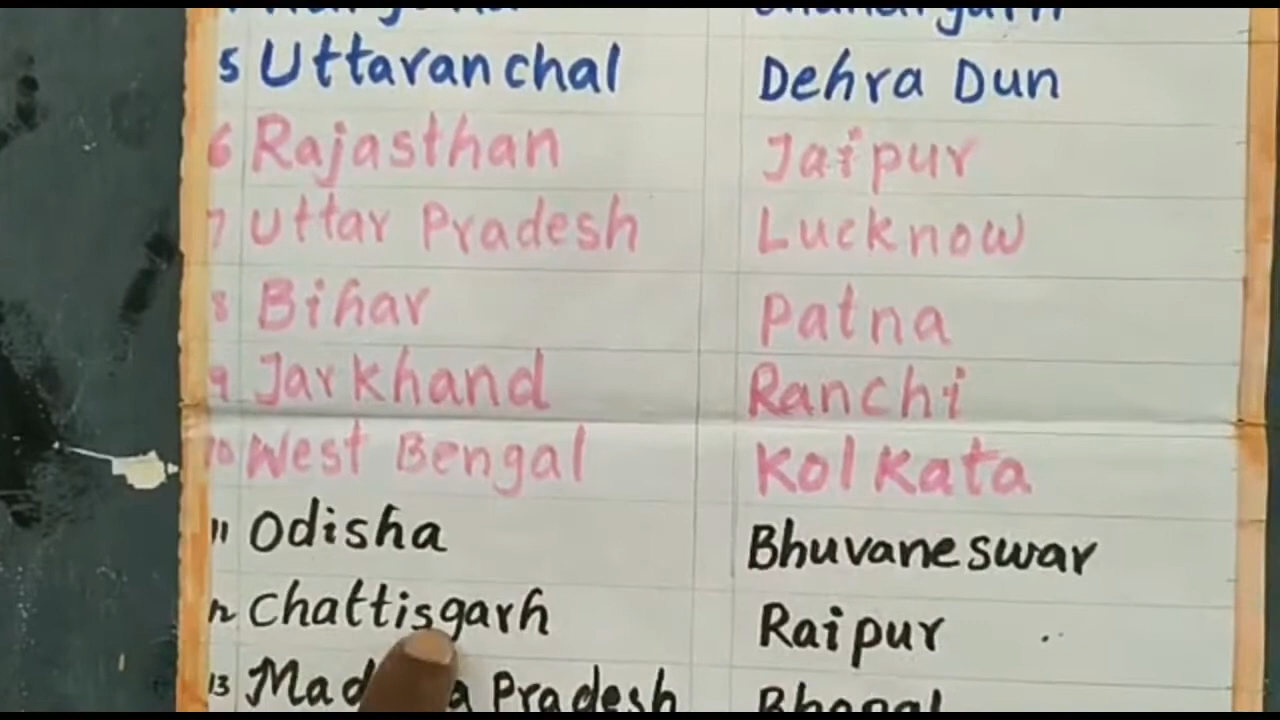 5 Uttaranchal Dehra Dun
6 Rajasthan Jaipur
7 Uttar Pradesh Lucknow
8 Bihar Patna
9 Jarkhand Ranchi
10 West Bengal Kolkata
11 Odisha Bhuvaneswar
12 Chattisgarh Raipur
13 Pradesh Bhopal